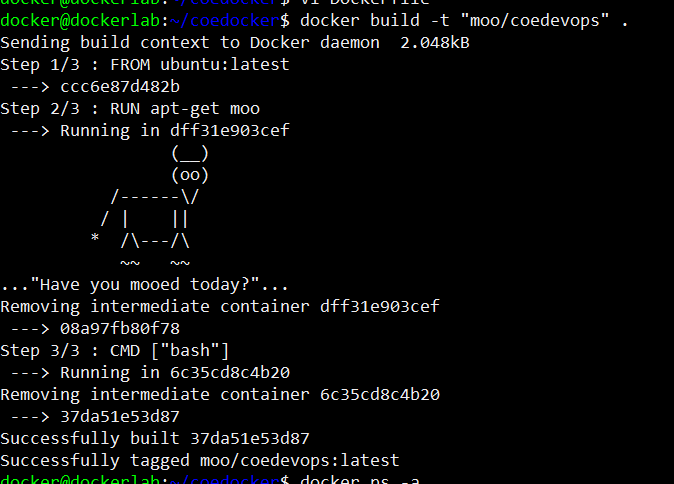 docker@dockerlab:~/coedocker$ vi Dockerfile
docker@dockerlab:~/coedocker$ docker build -t "moo/coedevops" .
Sending build context to Docker daemon  2.048kB
Step 1/3 : FROM ubuntu:latest
 ---> ccc6e87d482b
Step 2/3 : RUN apt-get moo
 ---> Running in dff31e903cef
                 (__)
                 (oo)
           /------\/
          / |    ||
         *  /\---/\
            ~~   ~~
..."Have you mooed today?"...
Removing intermediate container dff31e903cef
 ---> 08a97fb80f78
Step 3/3 : CMD ["bash"]
 ---> Running in 6c35cd8c4b20
Removing intermediate container 6c35cd8c4b20
 ---> 37da51e53d87
Successfully built 37da51e53d87
Successfully tagged moo/coedevops:latest
docker@dockerlab:~/coedocker$ docker ps -a